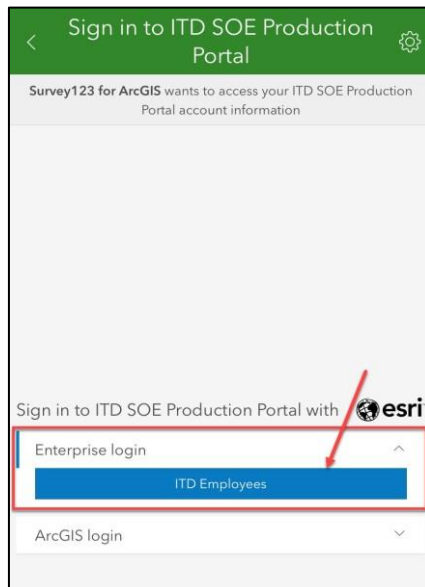 Sign in to ITD SOE Production
Portal
Survey123 for ArcGIS wants to access your ITD SOE Production
Portal account information
Sign in to ITD SOE Production Portal with esri
Enterprise login
ITD Employees
ArcGIS login